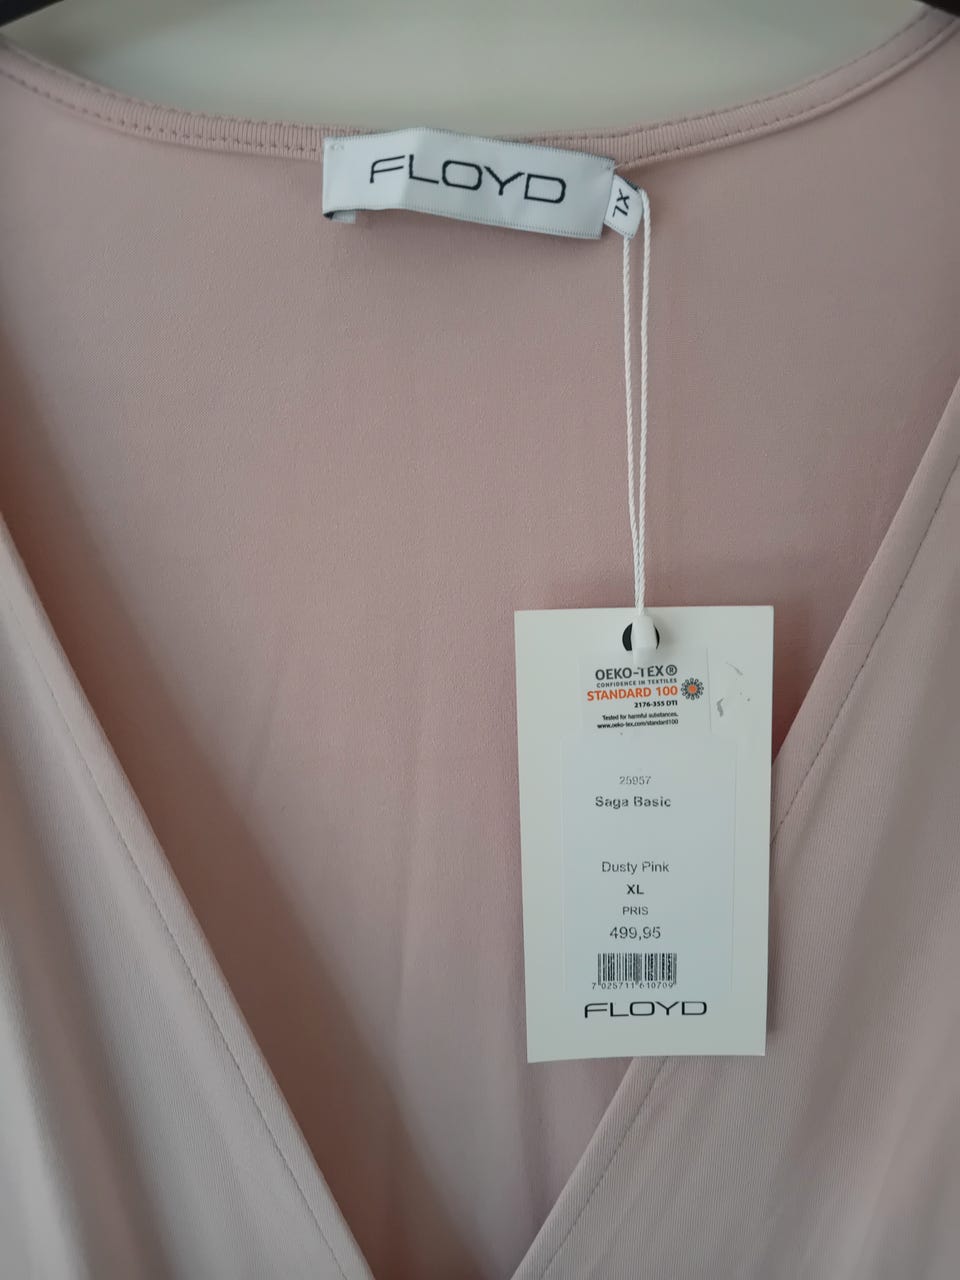 FLOYD
XL
OEKO-TEX®
CONFIDENCE IN TEXTILES
STANDARD 100
2176-355 DTI
Tested for harmful substances.
www.oeko-tex.com/standard100
25957
Saga Basic
Dusty Pink
XL
PRIS
499,95
7 025711 610709
FLOYD